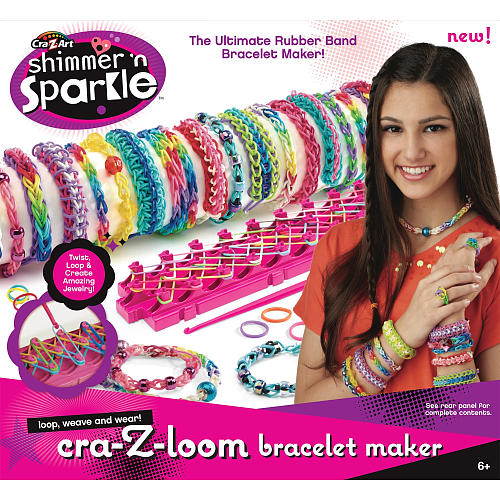 Cra-Z-Art
shimmer 'n
Sparkle
™
The Ultimate Rubber Band
Bracelet Maker!
new!
Twist,
Loop &
Create
Amazing
Jewelry!
See rear panel for
complete contents.
loop, weave and wear!
cra-Z-loom bracelet maker
6+